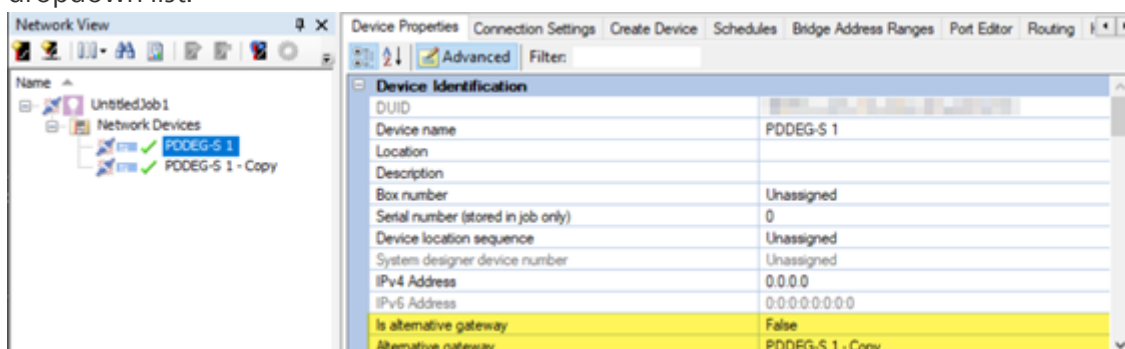 dropdown list.
Network View
Device Properties Connection Settings Create Device Schedules Bridge Address Ranges Port Editor Routing
Advanced Filter:
Name
UntitledJob1
Network Devices
PDDEG-S 1
PDDEG-S 1 - Copy
Device Identification
DUID
Device name PDDEG-S 1
Location
Description
Box number Unassigned
Serial number (stored in job only) 0
Device location sequence Unassigned
System designer device number Unassigned
IPv4 Address 0.0.0.0
IPv6 Address 0:0:0:0:0:0:0:0
Is alternative gateway False
Alternative gateway PDDEG-S 1 - Copy